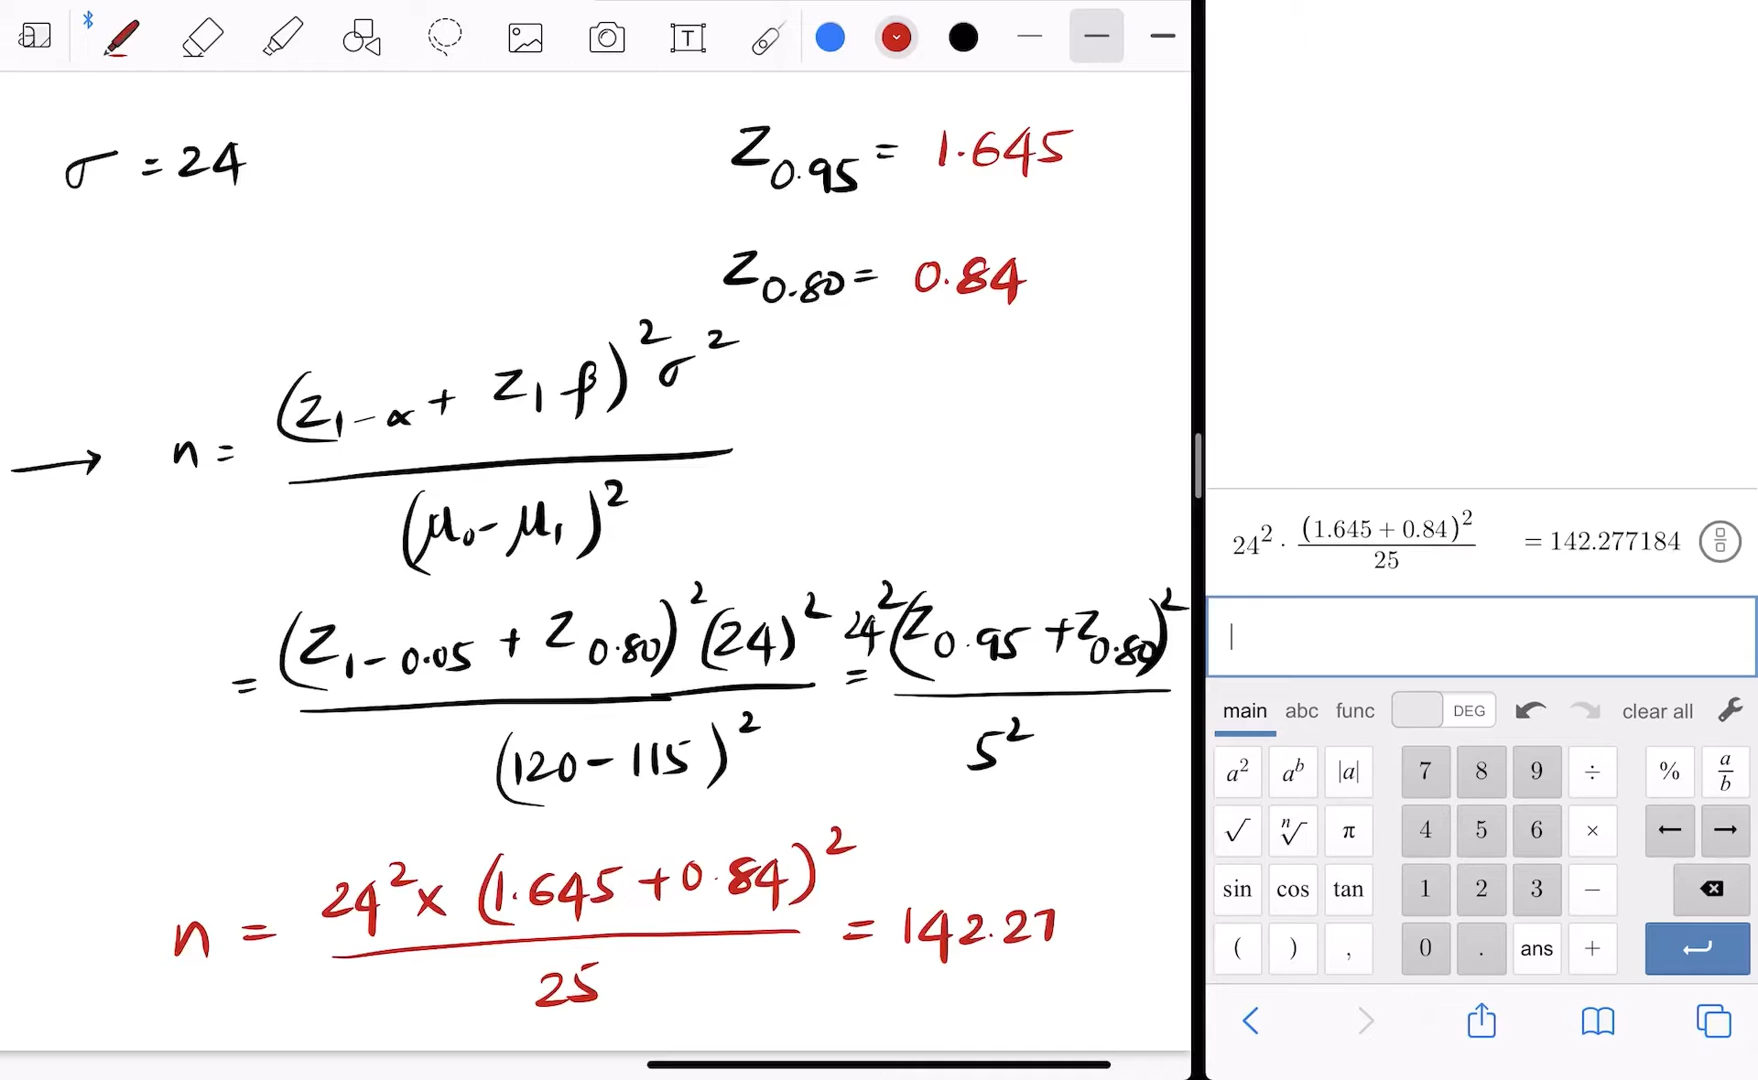 σ = 24
Z0.95 = 1.645
Z0.80 = 0.84
→ n = (Z1-α + Z1 β)² σ² / (μ0 - μ1)²
= (Z1-0.05 + Z0.80)² (24)² / (120 - 115)² = 24² (Z0.95 + Z0.80)² / 5²
n = 24² × (1.645 + 0.84)² / 25 = 142.27
T
24² · (1.645 + 0.84)² / 25 = 142.277184
main abc func DEG clear all
a² aᵇ |a| 7 8 9 ÷ % a/b
√ ⁿ√ π 4 5 6 × ← →
sin cos tan 1 2 3 −
( ) , 0 . ans +